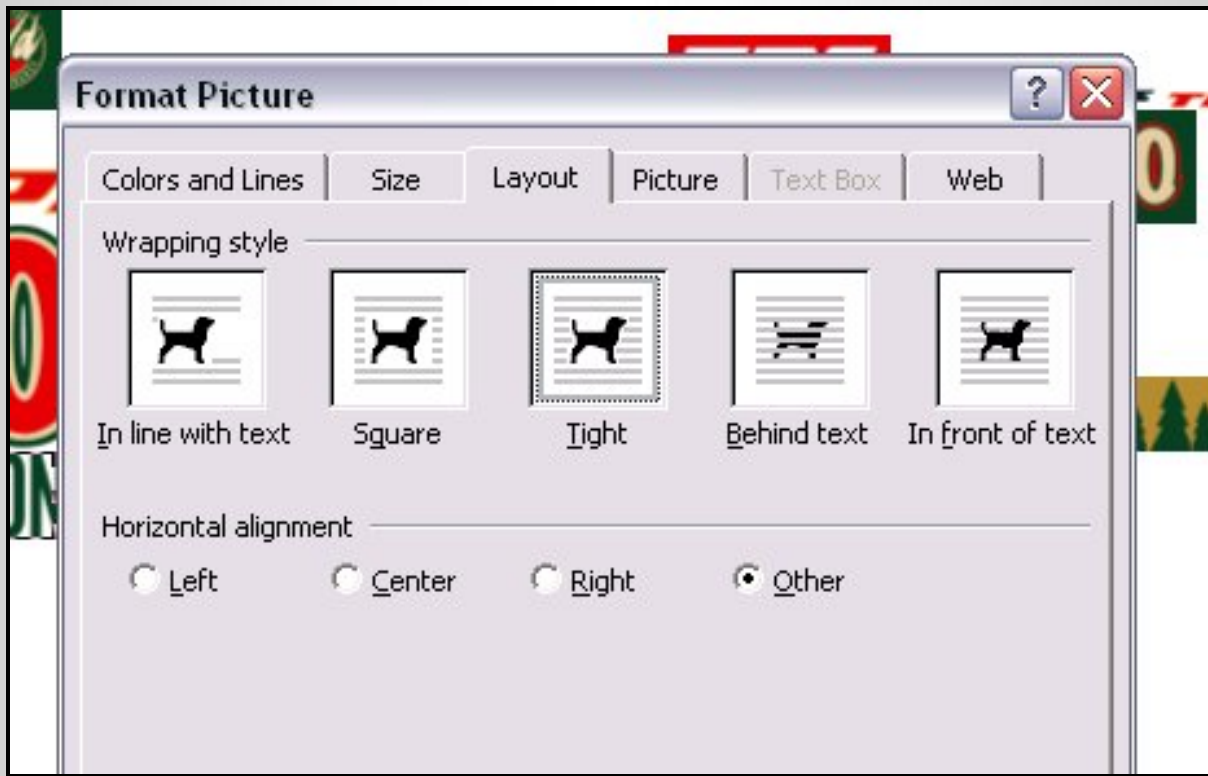 Format Picture
?
Colors and Lines Size Layout Picture Text Box Web
Wrapping style
In line with text Square Tight Behind text In front of text
Horizontal alignment
Left Center Right Other